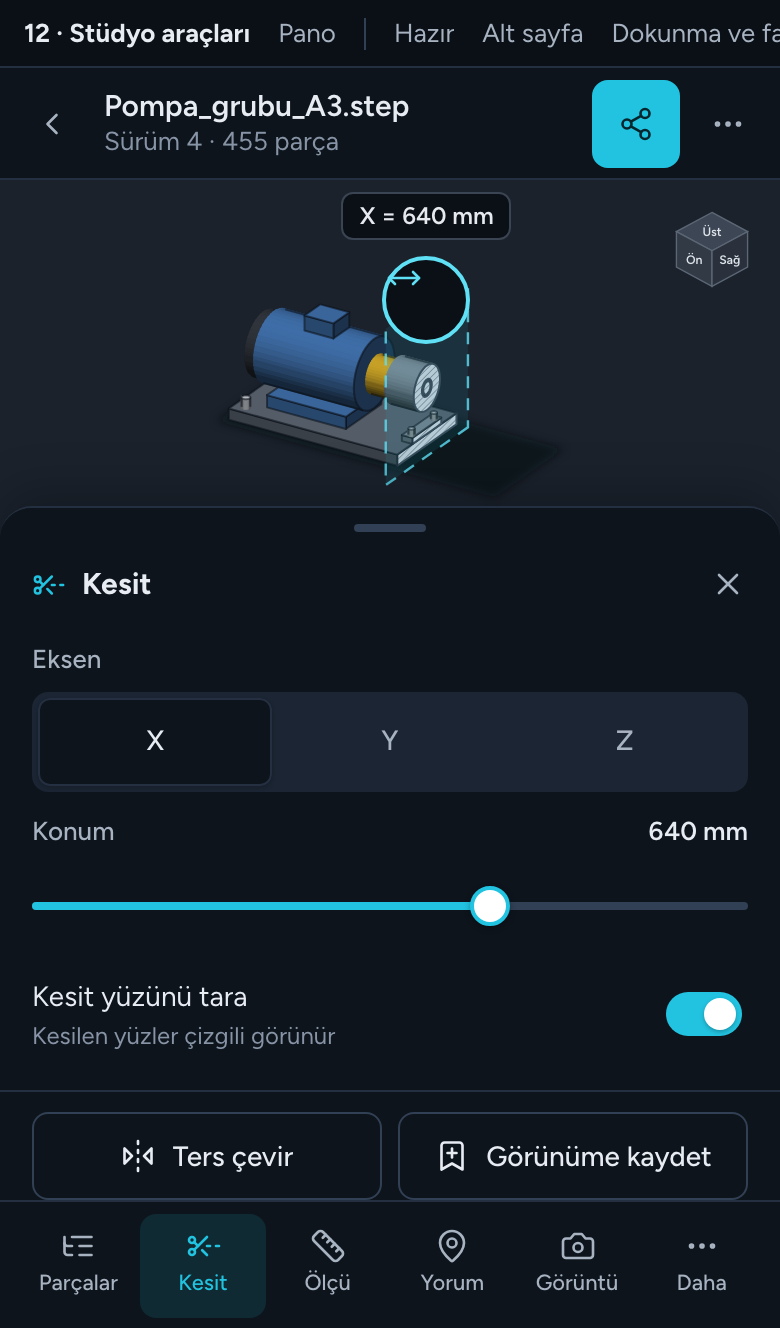 12 · Stüdyo araçları Pano Hazır Alt sayfa Dokunma ve
Pompa_grubu_A3.step
Sürüm 4 · 455 parça
X = 640 mm
Üst
Ön Sağ
Kesit
Eksen
X Y Z
Konum 640 mm
Kesit yüzünü tara
Kesilen yüzler çizgili görünür
Ters çevir Görünüme kaydet
Parçalar Kesit Ölçü Yorum Görüntü Daha